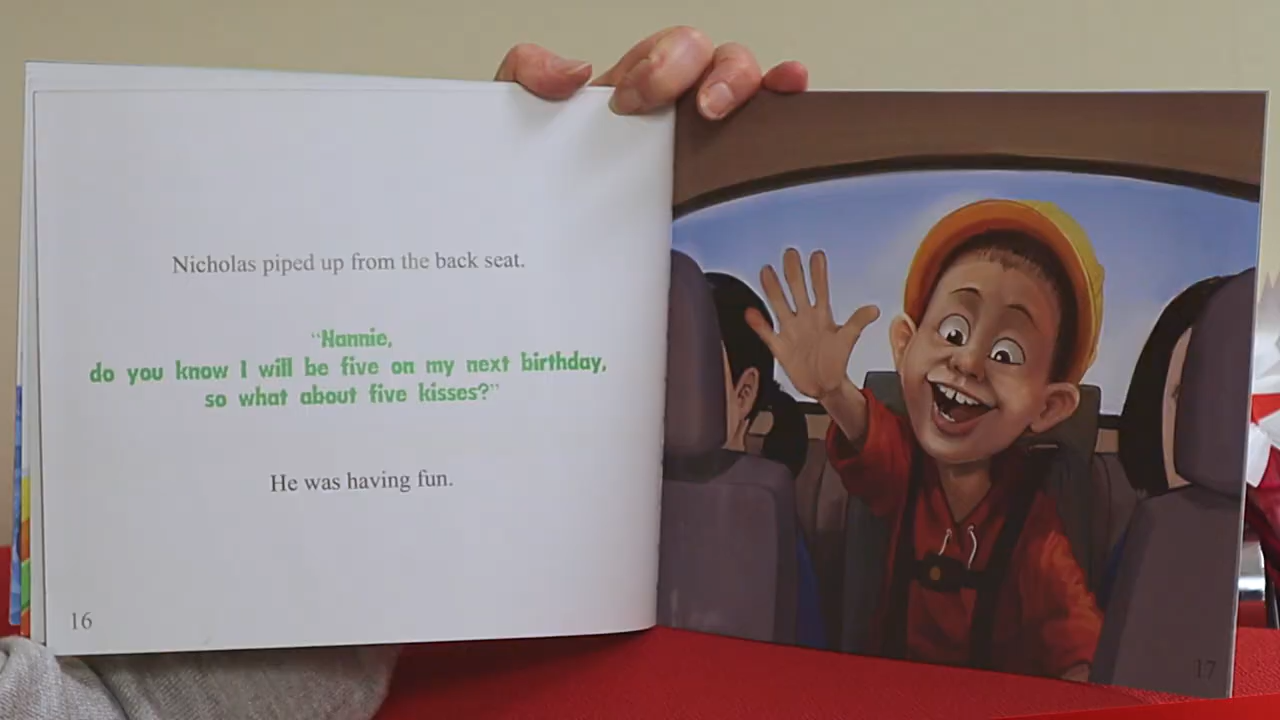 Nicholas piped up from the back seat.
“Nannie,
do you know I will be five on my next birthday,
so what about five kisses?”
He was having fun.
16
17